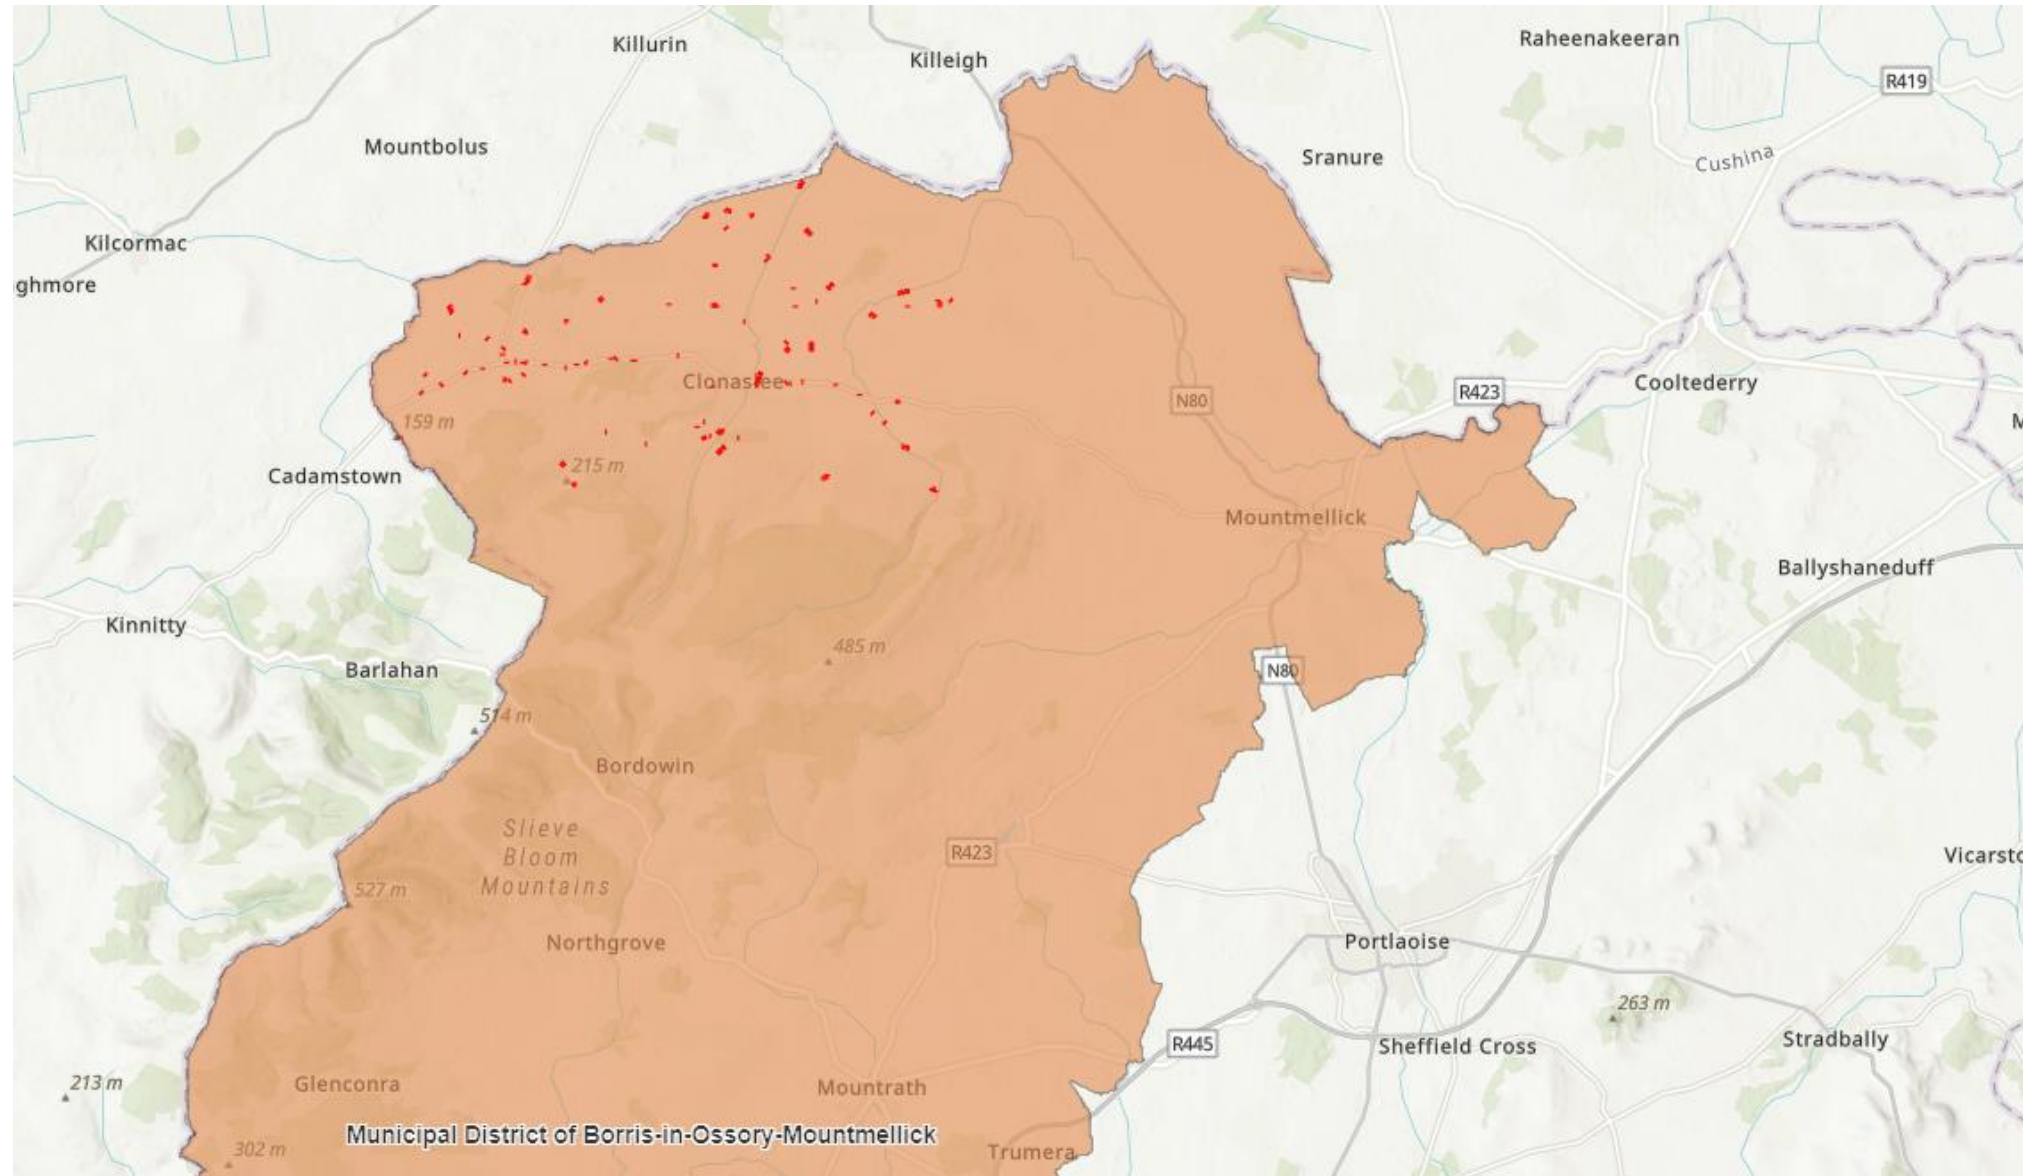 Killurin
Killeigh
Raheenakeeran
R419
Mountbolus
Sranure
Cushina
Kilcormac
ghmore
Clonaslee
R423
Cooltederry
N80
159 m
M
215 m
Cadamstown
Mountmellick
Ballyshaneduff
Kinnitty
485 m
Barlahan
N80
514 m
Bordowin
Slieve
Bloom
Mountains
R423
Vicarsto
527 m
Northgrove
Portlaoise
263 m
R445
Sheffield Cross
Stradbally
213 m
Glenconra
Mountrath
Municipal District of Borris-in-Ossory-Mountmellick
302 m
Trumera